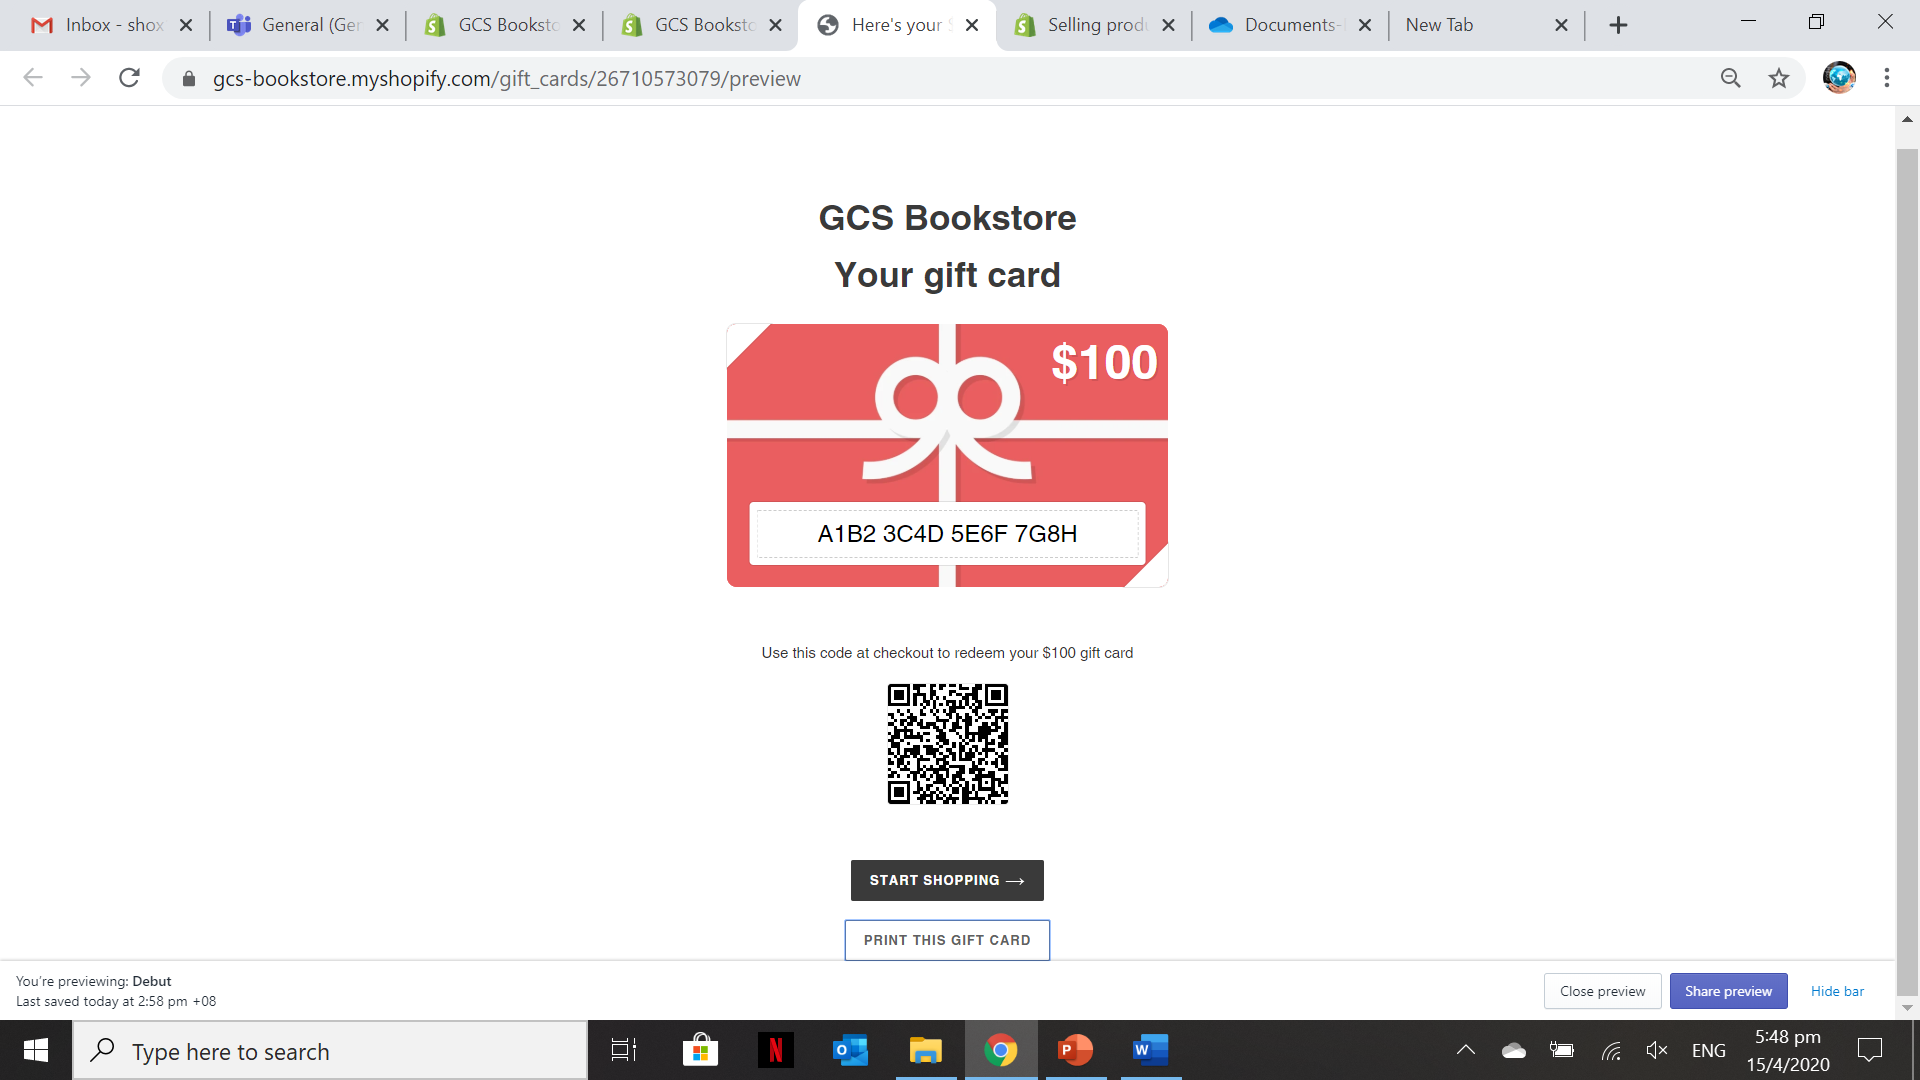 Inbox - shox
General (Ger
GCS Booksto
GCS Booksto
Here's your S
Selling produ
Documents-
New Tab
gcs-bookstore.myshopify.com/gift_cards/26710573079/preview
GCS Bookstore
Your gift card
$100
A1B2 3C4D 5E6F 7G8H
Use this code at checkout to redeem your $100 gift card
START SHOPPING →
PRINT THIS GIFT CARD
You're previewing: Debut
Last saved today at 2:58 pm +08
Close preview
Share preview
Hide bar
Type here to search
ENG
5:48 pm
15/4/2020